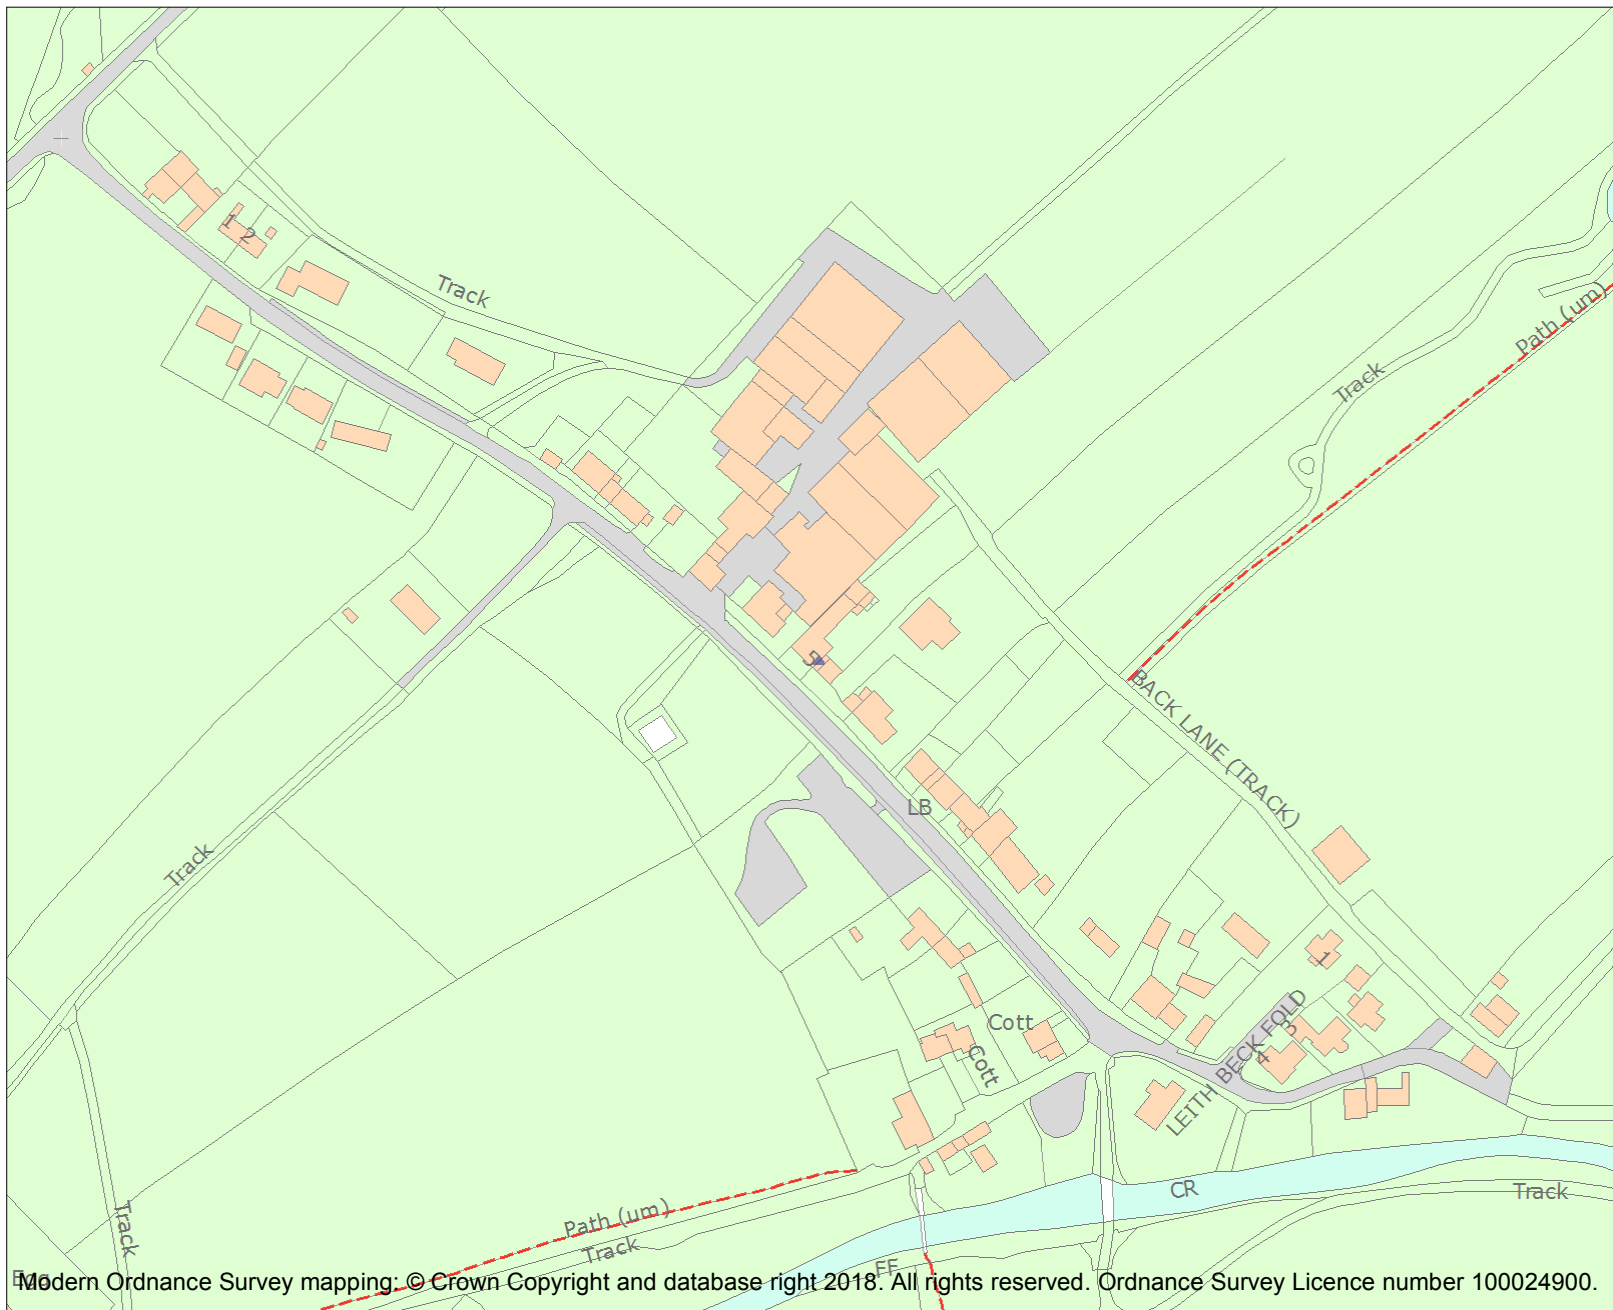 1
2
Track
Path (um)
Track
5
BACK LANE (TRACK)
LB
Track
1
Cott
Cott
LEITH BECK FOLD
3
4
CR
Track
Path (um)
Track
Track
FF
Modern Ordnance Survey mapping: © Crown Copyright and database right 2018. All rights reserved. Ordnance Survey Licence number 100024900.